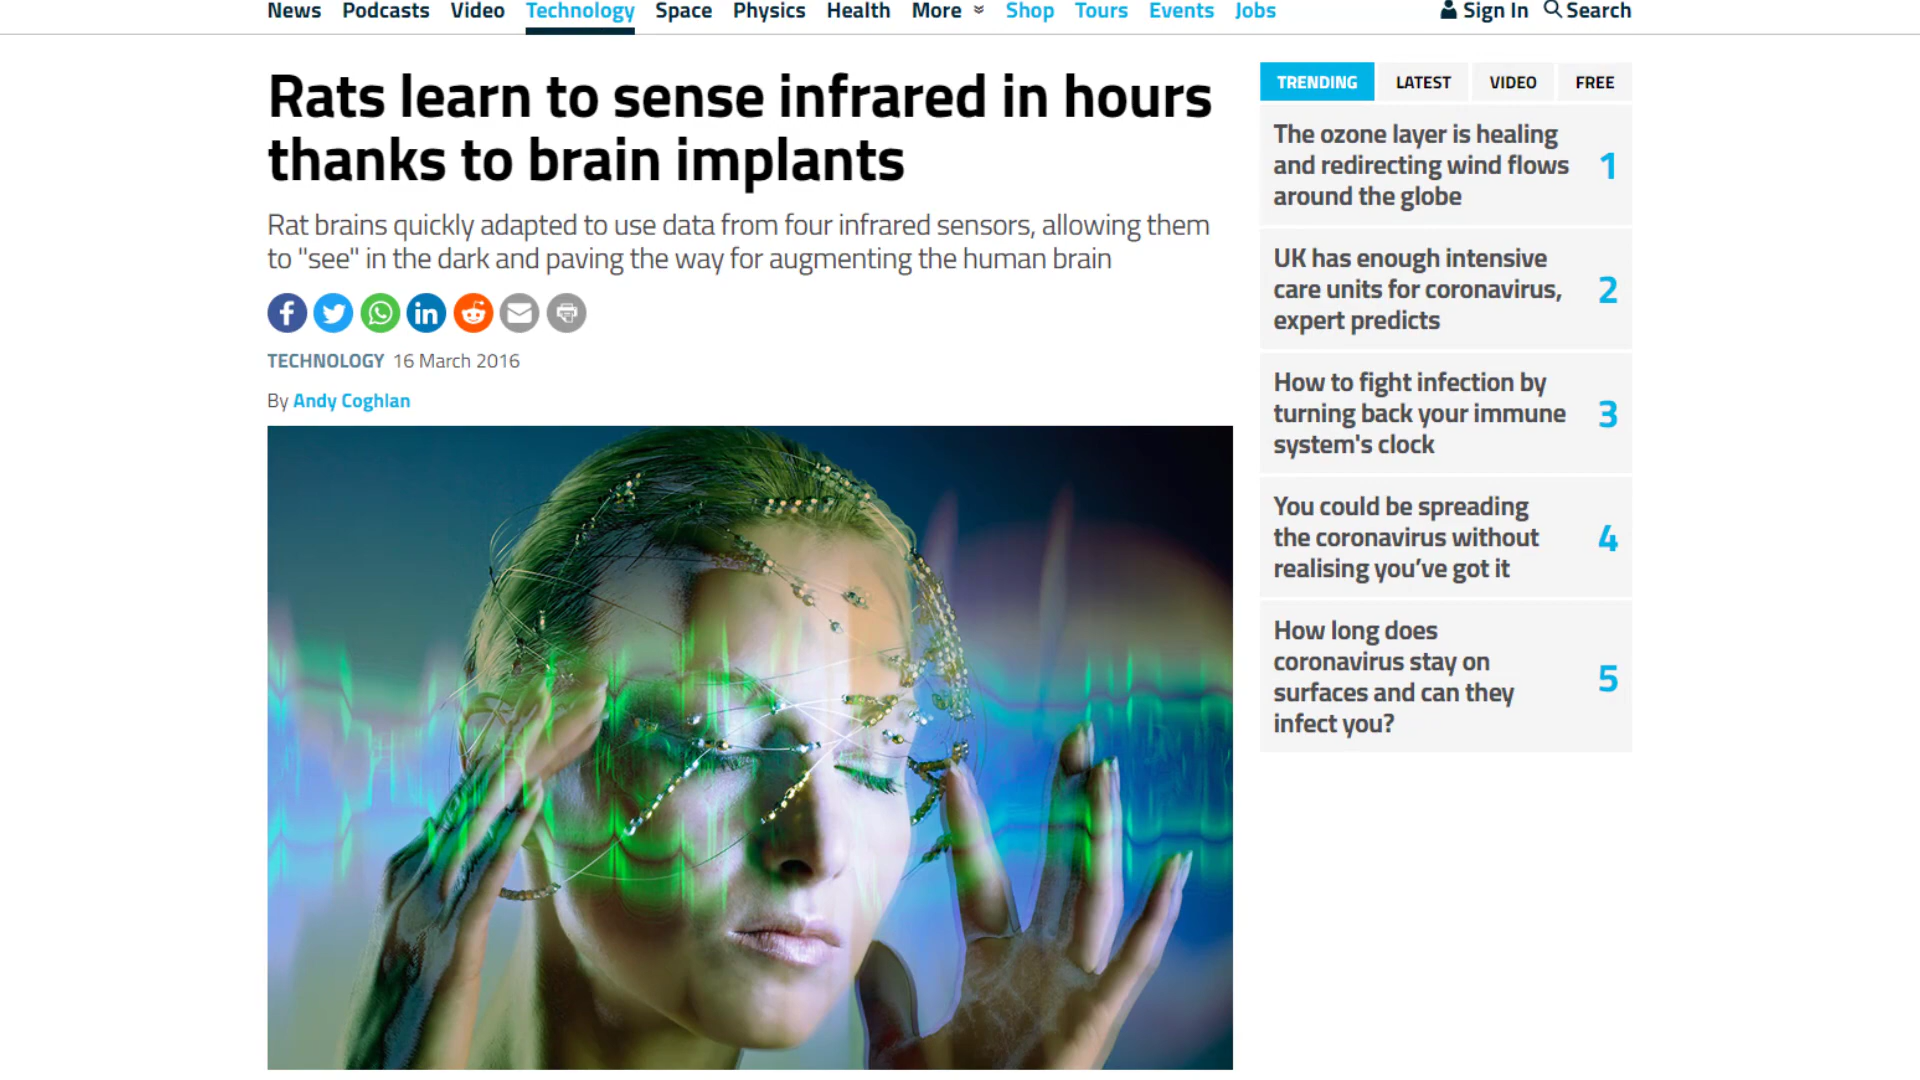 News Podcasts Video Technology Space Physics Health More Shop Tours Events Jobs Sign In Search
Rats learn to sense infrared in hours
thanks to brain implants
Rat brains quickly adapted to use data from four infrared sensors, allowing them
to "see" in the dark and paving the way for augmenting the human brain
TECHNOLOGY 16 March 2016
By Andy Coghlan
TRENDING LATEST VIDEO FREE
The ozone layer is healing
and redirecting wind flows
around the globe
1
UK has enough intensive
care units for coronavirus,
expert predicts
2
How to fight infection by
turning back your immune
system's clock
3
You could be spreading
the coronavirus without
realising you’ve got it
4
How long does
coronavirus stay on
surfaces and can they
infect you?
5